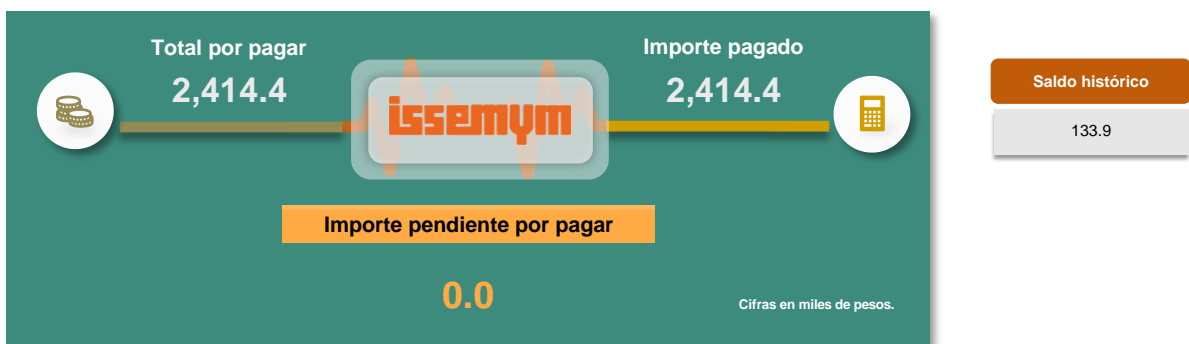 Total por pagar
2,414.4
issemym
Importe pagado
2,414.4
Importe pendiente por pagar
0.0
Cifras en miles de pesos.
Saldo histórico
133.9